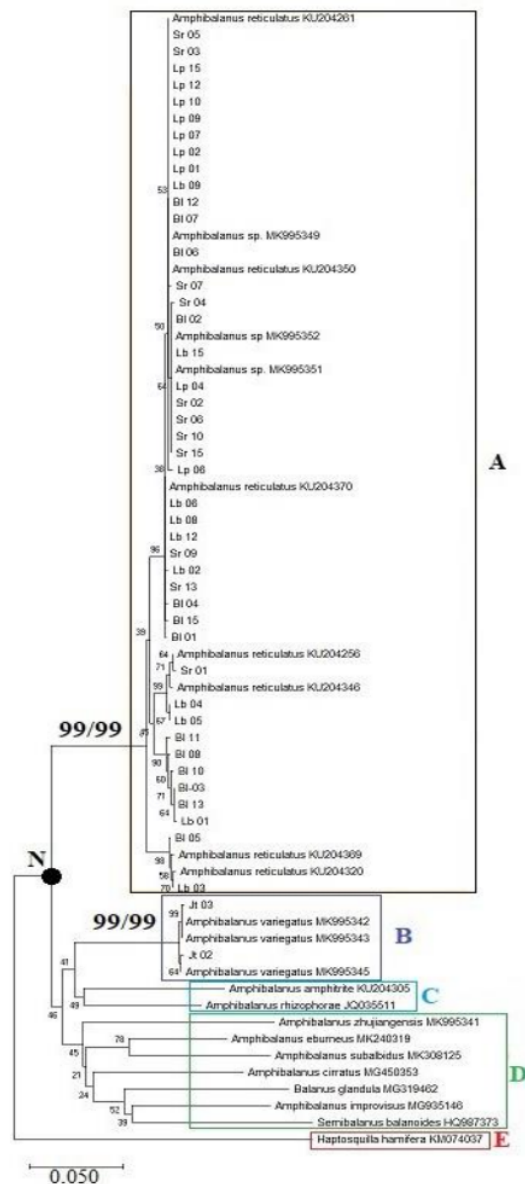 Amphibalanus reticulatus KU204261
Sr 05
Sr 03
Lp 15
Lp 12
Lp 10
Lp 09
Lp 07
Lp 02
Lp 01
Lb 09
53
Bl 12
Bl 07
Amphibalanus sp. MK995349
Bl 06
Amphibalanus reticulatus KU204350
Sr 07
Sr 04
Bl 02
50
Amphibalanus sp MK995352
Lb 15
Amphibalanus sp. MK995351
64
Lp 04
Sr 02
Sr 06
Sr 10
Sr 15
38
Lp 06
A
Amphibalanus reticulatus KU204370
Lb 06
Lb 08
Lb 12
96
Sr 09
Lb 02
Sr 13
Bl 04
Bl 15
Bl 01
39
64
Amphibalanus reticulatus KU204256
71
Sr 01
99
Amphibalanus reticulatus KU204346
Lb 04
67
Lb 05
99/99
Bl 11
Bl 08
90
Bl 10
60
Bl-03
71
Bl 13
64
Lb 01
Bl 05
98
Amphibalanus reticulatus KU204369
N
58
Amphibalanus reticulatus KU204320
70
Lb 03
99/99
99
Jt 03
Amphibalanus variegatus MK995342
Amphibalanus variegatus MK995343
B
Jt 02
64
Amphibalanus variegatus MK995345
41
Amphibalanus amphitrite KU204305
49
Amphibalanus rhizophorae JQ035511
C
46
Amphibalanus zhujiangensis MK995341
78
Amphibalanus eburneus MK240319
45
Amphibalanus subalbidus MK308125
21
Amphibalanus cirratus MG450353
D
24
Balanus glandula MG319462
52
Amphibalanus improvisus MG935146
39
Semibalanus balanoides HQ987373
Haptosquilla hamifera KM074037
E
0.050